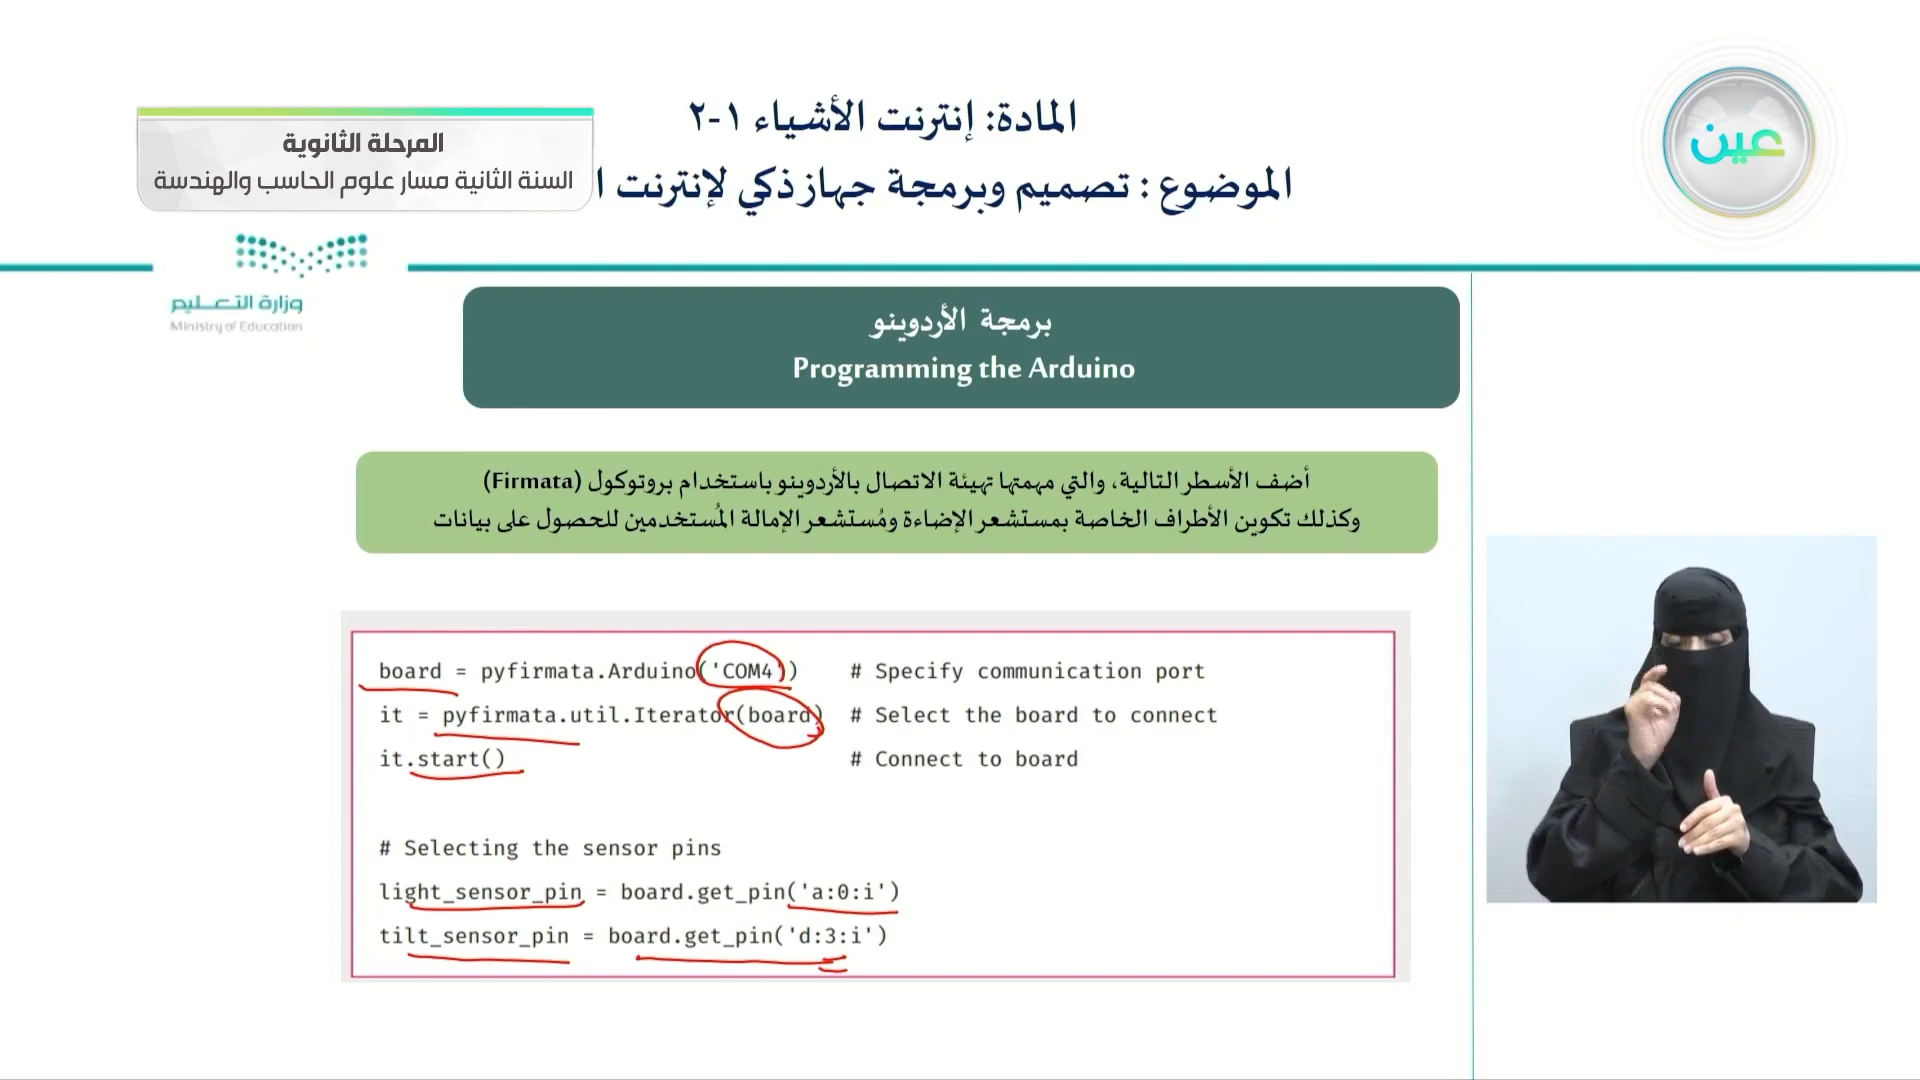 المادة: إنترنت الأشياء ١-٢
الموضوع : تصميم وبرمجة جهاز ذكي لإنترنت ا
المرحلة الثانوية
السنة الثانية مسار علوم الحاسب والهندسة
عين
وزارة التعليم
Ministry of Education
برمجة الأردوينو
Programming the Arduino
أضف الأسطر التالية، والتي مهمتها تهيئة الاتصال بالأردوينو باستخدام بروتوكول (Firmata)
وكذلك تكوين الأطراف الخاصة بمستشعر الإضاءة ومُستشعر الإمالة المُستخدمين للحصول على بيانات
board = pyfirmata.Arduino('COM4') # Specify communication port
it = pyfirmata.util.Iterator(board) # Select the board to connect
it.start() # Connect to board
# Selecting the sensor pins
light_sensor_pin = board.get_pin('a:0:i')
tilt_sensor_pin = board.get_pin('d:3:i')